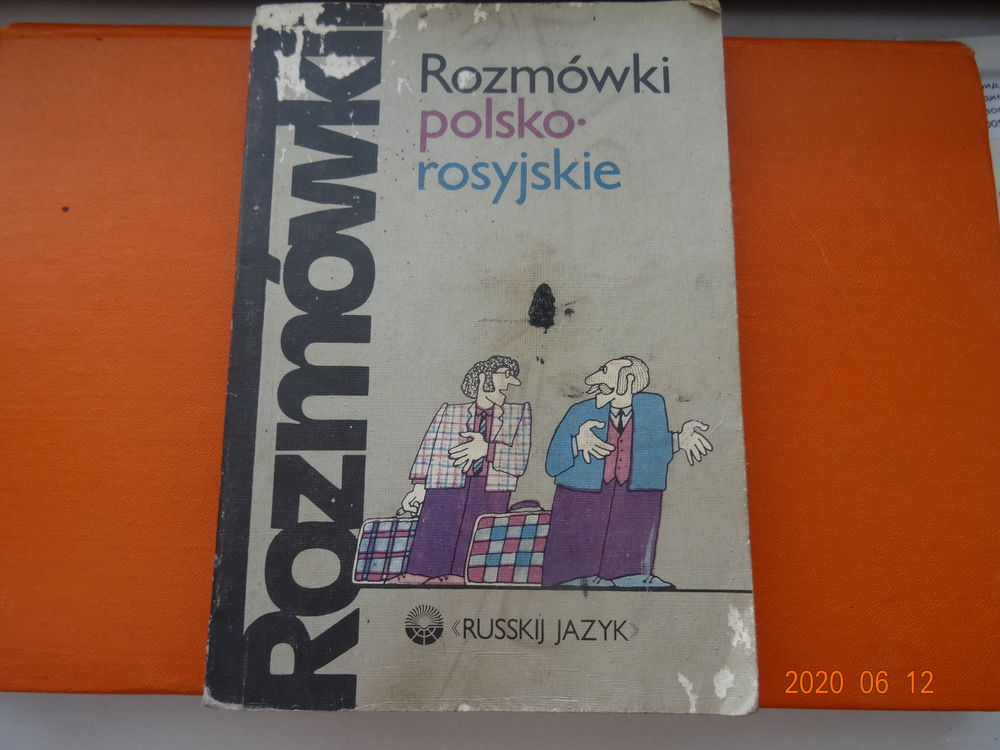 Rozmówki
Rozmówki
polsko-
rosyjskie
«RUSSKIJ JAZYK»
2020 06 12